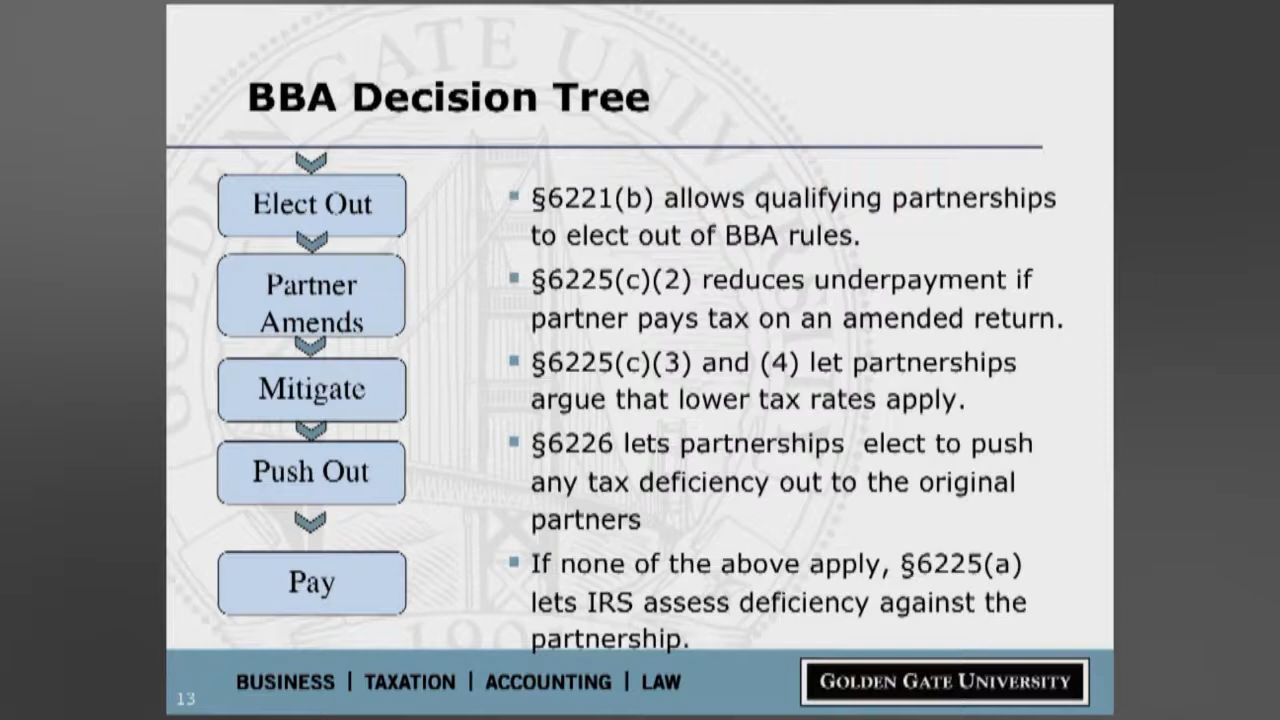 BBA Decision Tree
Elect Out
Partner
Amends
Mitigate
Push Out
Pay
▪ §6221(b) allows qualifying partnerships
to elect out of BBA rules.
▪ §6225(c)(2) reduces underpayment if
partner pays tax on an amended return.
▪ §6225(c)(3) and (4) let partnerships
argue that lower tax rates apply.
▪ §6226 lets partnerships elect to push
any tax deficiency out to the original
partners
▪ If none of the above apply, §6225(a)
lets IRS assess deficiency against the
partnership.
13
BUSINESS | TAXATION | ACCOUNTING | LAW
GOLDEN GATE UNIVERSITY